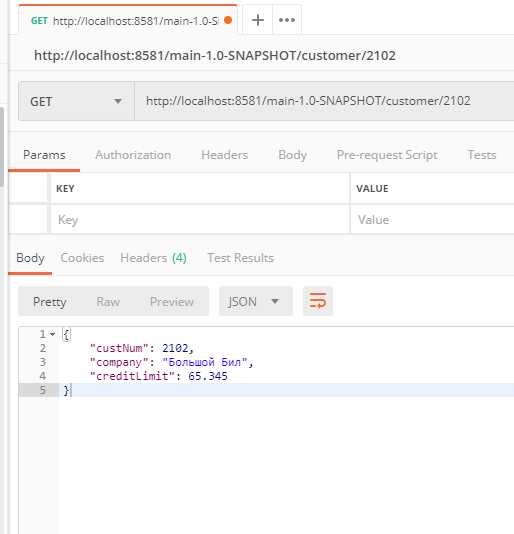 GET http://localhost:8581/main-1.0-S
http://localhost:8581/main-1.0-SNAPSHOT/customer/2102
GET http://localhost:8581/main-1.0-SNAPSHOT/customer/2102
Params Authorization Headers Body Pre-request Script Tests
KEY VALUE
Key Value
Body Cookies Headers (4) Test Results
Pretty Raw Preview JSON
1 {
2 "custNum": 2102,
3 "company": "Большой Бил",
4 "creditLimit": 65.345
5 }